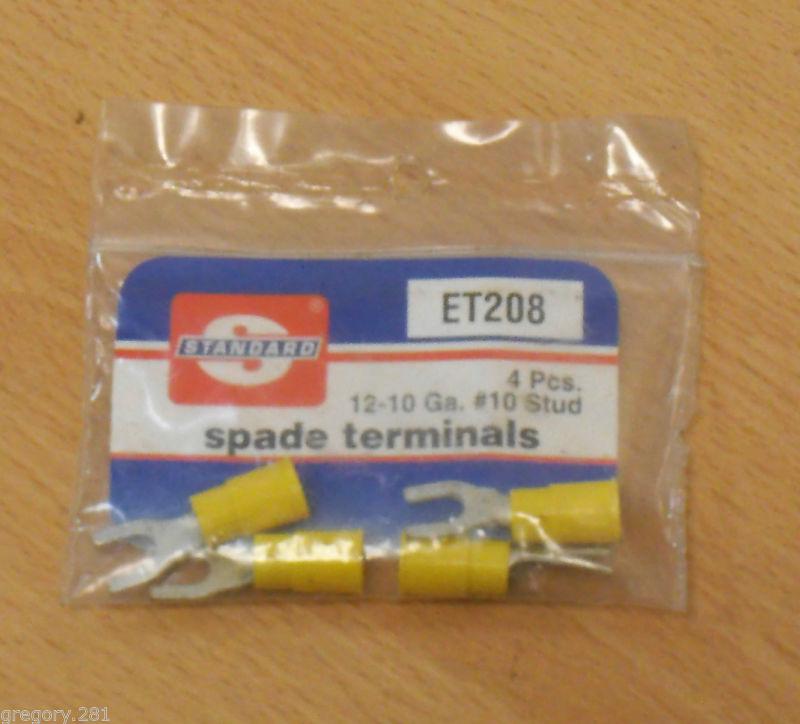 ET208
®
STANDARD
4 Pcs.
12-10 Ga. #10 Stud
spade terminals
gregory.281